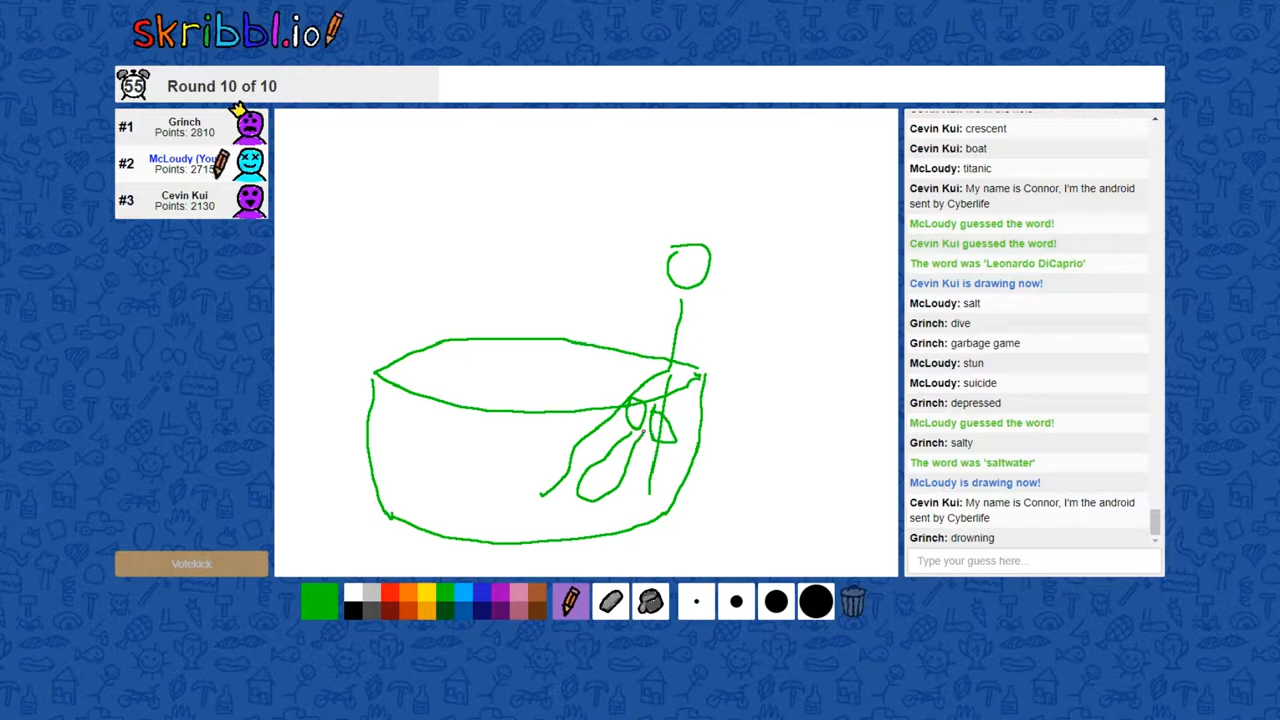 skribbl.io
55
Round 10 of 10
#1
Grinch
Points: 2810
#2
McLoudy (You
Points: 2715
#3
Cevin Kui
Points: 2130
Votekick
Cevin Kui: crescent
Cevin Kui: boat
McLoudy: titanic
Cevin Kui: My name is Connor, I'm the android
sent by Cyberlife
McLoudy guessed the word!
Cevin Kui guessed the word!
The word was 'Leonardo DiCaprio'
Cevin Kui is drawing now!
McLoudy: salt
Grinch: dive
Grinch: garbage game
McLoudy: stun
McLoudy: suicide
Grinch: depressed
McLoudy guessed the word!
Grinch: salty
The word was 'saltwater'
McLoudy is drawing now!
Cevin Kui: My name is Connor, I'm the android
sent by Cyberlife
Grinch: drowning
Type your guess here...